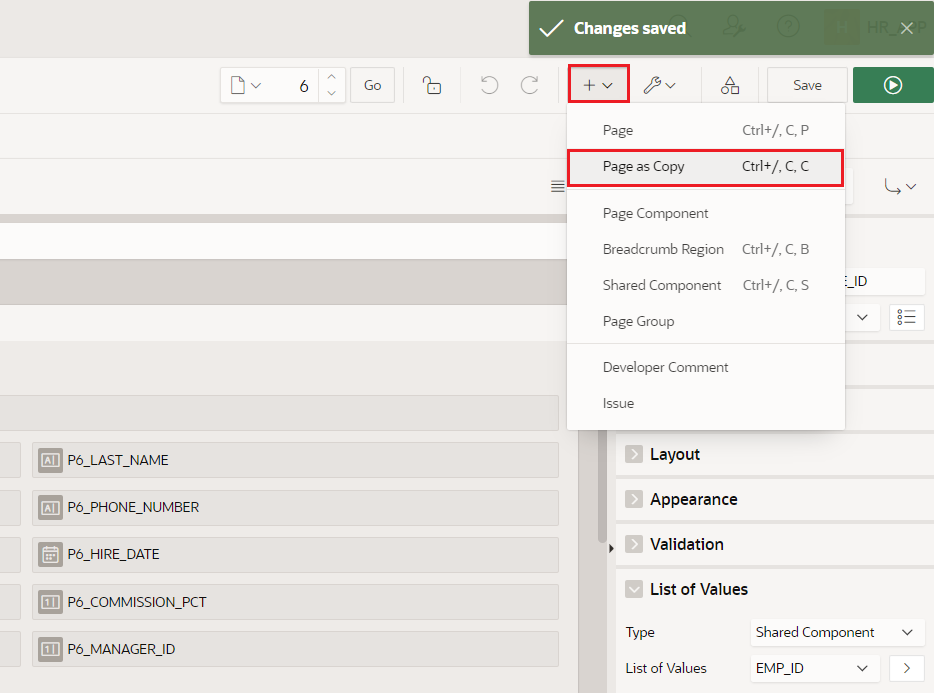 Changes saved
6
Go
Save
Page Ctrl+/, C, P
Page as Copy Ctrl+/, C, C
Page Component
Breadcrumb Region Ctrl+/, C, B
Shared Component Ctrl+/, C, S
Page Group
Developer Comment
Issue
_ID
P6_LAST_NAME
P6_PHONE_NUMBER
P6_HIRE_DATE
P6_COMMISSION_PCT
P6_MANAGER_ID
Layout
Appearance
Validation
List of Values
Type Shared Component
List of Values EMP_ID